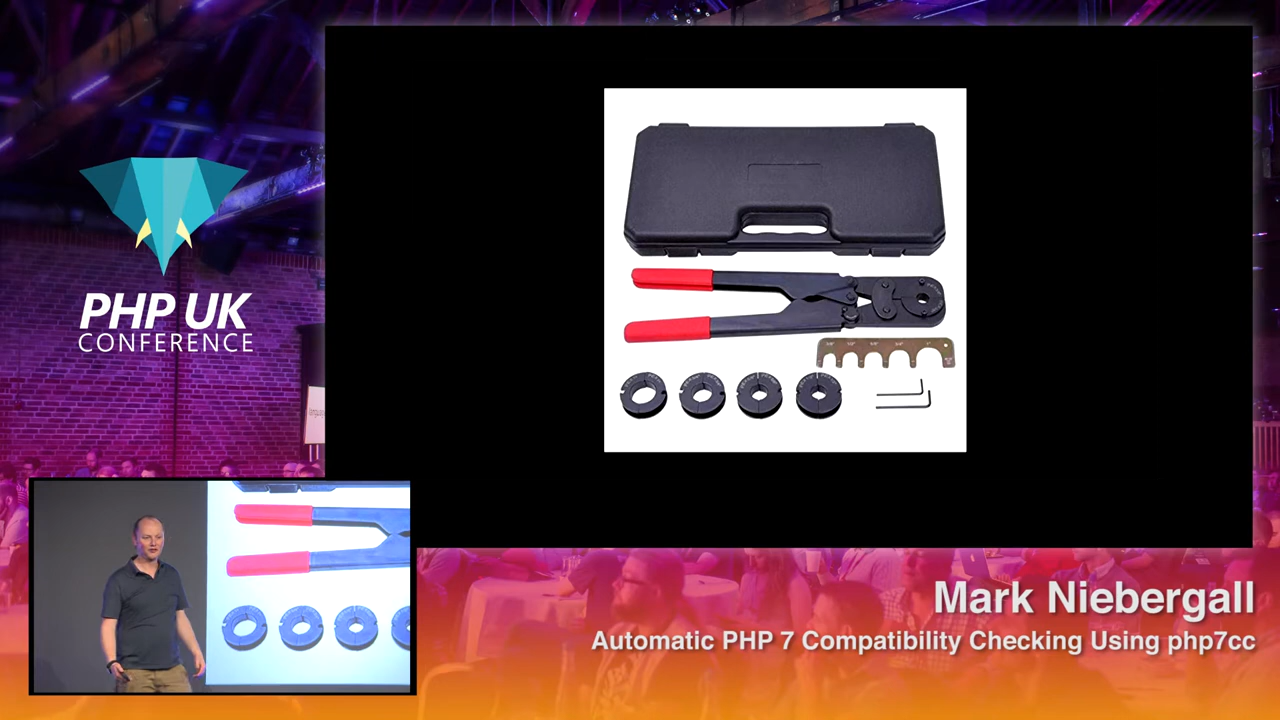 PHP UK
CONFERENCE
Mark Niebergall
Automatic PHP 7 Compatibility Checking Using php7cc